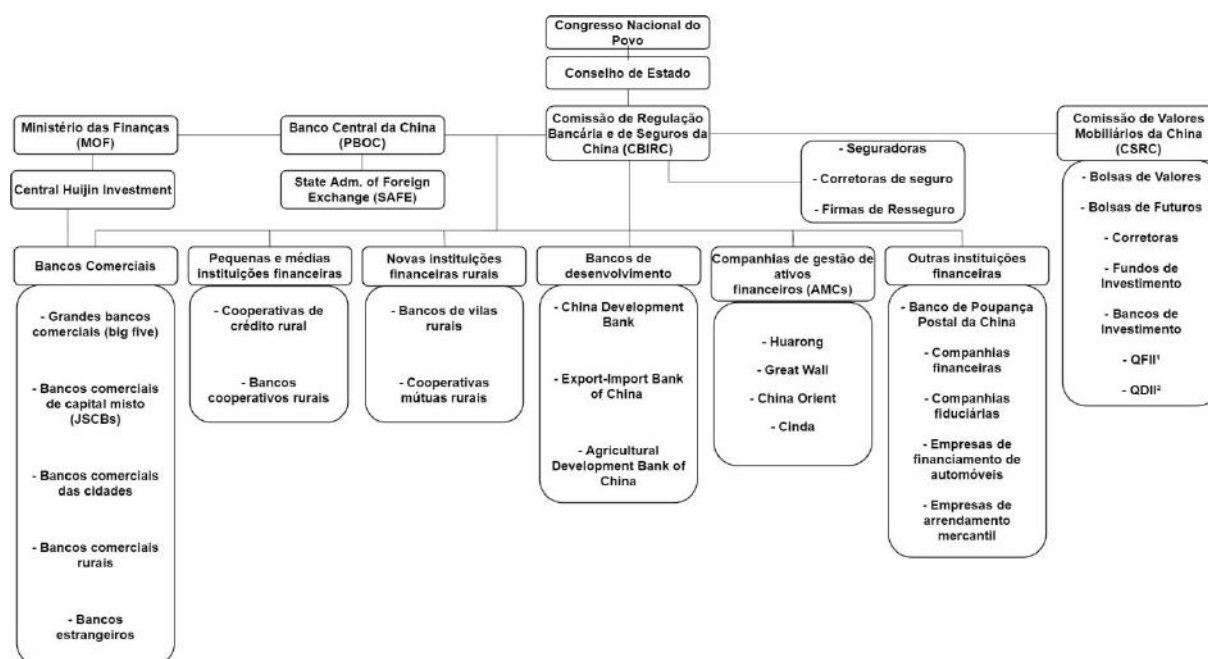 Congresso Nacional do
Povo
Conselho de Estado
Ministério das Finanças
(MOF)
Banco Central da China
(PBOC)
Comissão de Regulação
Bancária e de Seguros da
China (CBIRC)
Comissão de Valores
Mobiliários da China
(CSRC)
Central Huijin Investment
State Adm. of Foreign
Exchange (SAFE)
- Seguradoras
- Corretoras de seguro
- Firmas de Resseguro
- Bolsas de Valores
- Bolsas de Futuros
- Corretoras
- Fundos de
Investimento
- Bancos de
Investimento
- QFII¹
- QDII²
Bancos Comerciais
- Grandes bancos
comerciais (big five)
- Bancos comerciais
de capital misto
(JSCBs)
- Bancos comerciais
das cidades
- Bancos comerciais
rurais
- Bancos
estrangeiros
Pequenas e médias
instituições financeiras
- Cooperativas de
crédito rural
- Bancos
cooperativos rurais
Novas instituições
financeiras rurais
- Bancos de vilas
rurais
- Cooperativas
mútuas rurais
Bancos de
desenvolvimento
- China Development
Bank
- Export-Import Bank
of China
- Agricultural
Development Bank of
China
Companhias de gestão de
ativos
financeiros (AMCs)
- Huarong
- Great Wall
- China Orient
- Cinda
Outras instituições
financeiras
- Banco de Poupança
Postal da China
- Companhias
financeiras
- Companhias
fiduciárias
- Empresas de
financiamento de
automóveis
- Empresas de
arrendamento
mercantil